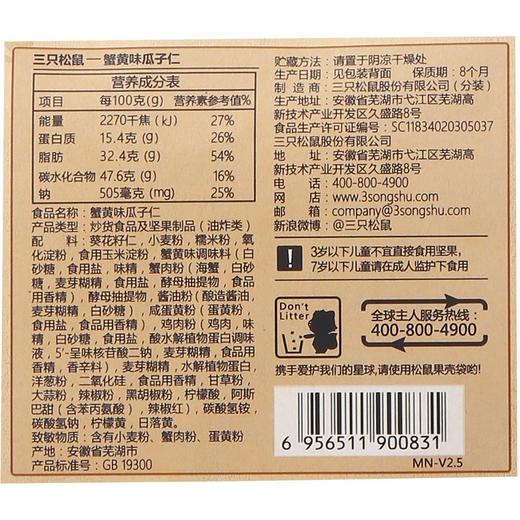 三只松鼠 — 蟹黄味瓜子仁
营养成分表
项目 每100克(g) 营养素参考值%
能量 2270千焦(kJ) 27%
蛋白质 15.4克(g) 26%
脂肪 32.4克(g) 54%
碳水化合物 47.6克(g) 16%
钠 505毫克(mg) 25%
食品名称：蟹黄味瓜子仁
产品类型：炒货食品及坚果制品（油炸类）
配 料：葵花籽仁，小麦粉，糯米粉，氧
化淀粉，食用玉米淀粉，蟹黄味调味料（白
砂糖，食用盐，味精，蟹肉粉（海蟹，白砂
糖，麦芽糊精，食用盐，酵母抽提物，食品
用香精），酵母抽提物，酱油粉（酿造酱油，
麦芽糊精，白砂糖），咸蛋黄粉（蛋黄粉，
食用盐，食品用香精），鸡肉粉（鸡肉，味
精，白砂糖，食用盐，酸水解植物蛋白调味
液，5'-呈味核苷酸二钠，麦芽糊精，食品用
香精，香辛料），麦芽糊精，水解植物蛋白，
洋葱粉，二氧化硅，食品用香精，甘草粉，
大蒜粉，辣椒粉，黑胡椒粉，柠檬酸，阿斯
巴甜（含苯丙氨酸），辣椒红），碳酸氢铵，
碳酸氢钠，柠檬黄，日落黄。
致敏物质：含有小麦粉、蟹肉粉、蛋黄粉
产 地：安徽省芜湖市
产品标准号：GB 19300
贮藏方法：请置于阴凉干燥处
生产日期：见包装背面 保质期：8个月
制 造 商：三只松鼠股份有限公司（分装）
生产地址：安徽省芜湖市弋江区芜湖高
新技术产业开发区久盛路8号
食品生产许可证编号：SC11834020305037
三只松鼠股份有限公司
地 址：安徽省芜湖市弋江区芜湖高
新技术产业开发区久盛路8号
电 话：400-800-4900
网 店：www.3songshu.com
邮 箱：company@3songshu.com
新浪微博：@三只松鼠
3岁以下儿童不宜直接食用坚果，
7岁以下儿童请在成人监护下食用
Don't
Litter
全球主人服务热线：
400-800-4900
携手爱护我们的星球，请使用松鼠果壳袋哟！
6 956511 900831
MN-V2.5